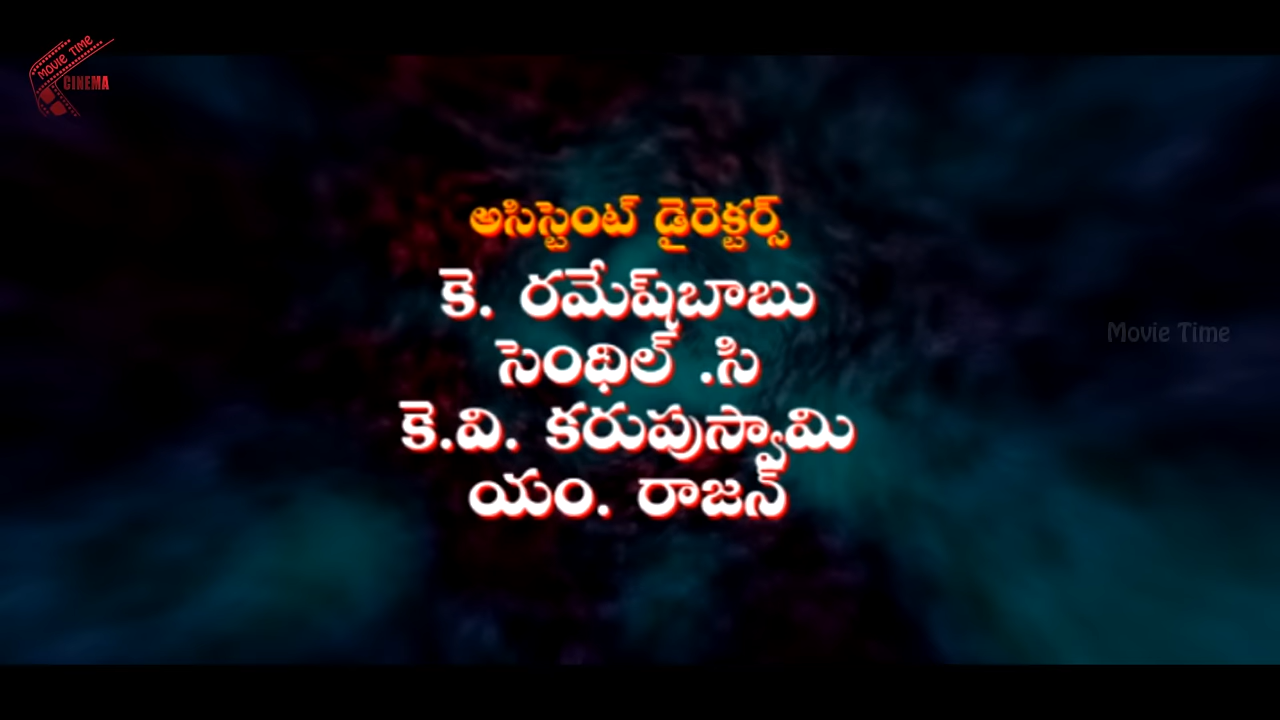 MOVIE TIME
CINEMA
అసిస్టెంట్ డైరెక్టర్స్
కె. రమేష్‌బాబు
సెంథిల్ .సి
Movie Time
కె.వి. కరుపుస్వామి
యం. రాజన్